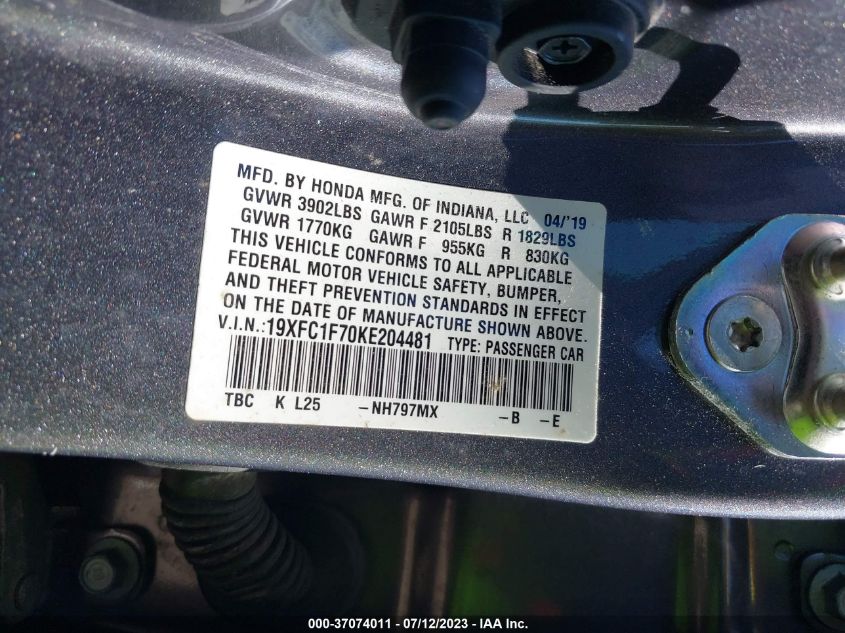 MFD. BY HONDA MFG. OF INDIANA, LLC 04/'19
GVWR 3902LBS GAWR F 2105LBS R 1829LBS
GVWR 1770KG GAWR F 955KG R 830KG
THIS VEHICLE CONFORMS TO ALL APPLICABLE
FEDERAL MOTOR VEHICLE SAFETY, BUMPER,
AND THEFT PREVENTION STANDARDS IN EFFECT
ON THE DATE OF MANUFACTURE SHOWN ABOVE.
V.I.N.:19XFC1F70KE204481 TYPE: PASSENGER CAR
TBC K L25 -NH797MX -B -E
000-37074011 - 07/12/2023 - IAA Inc.